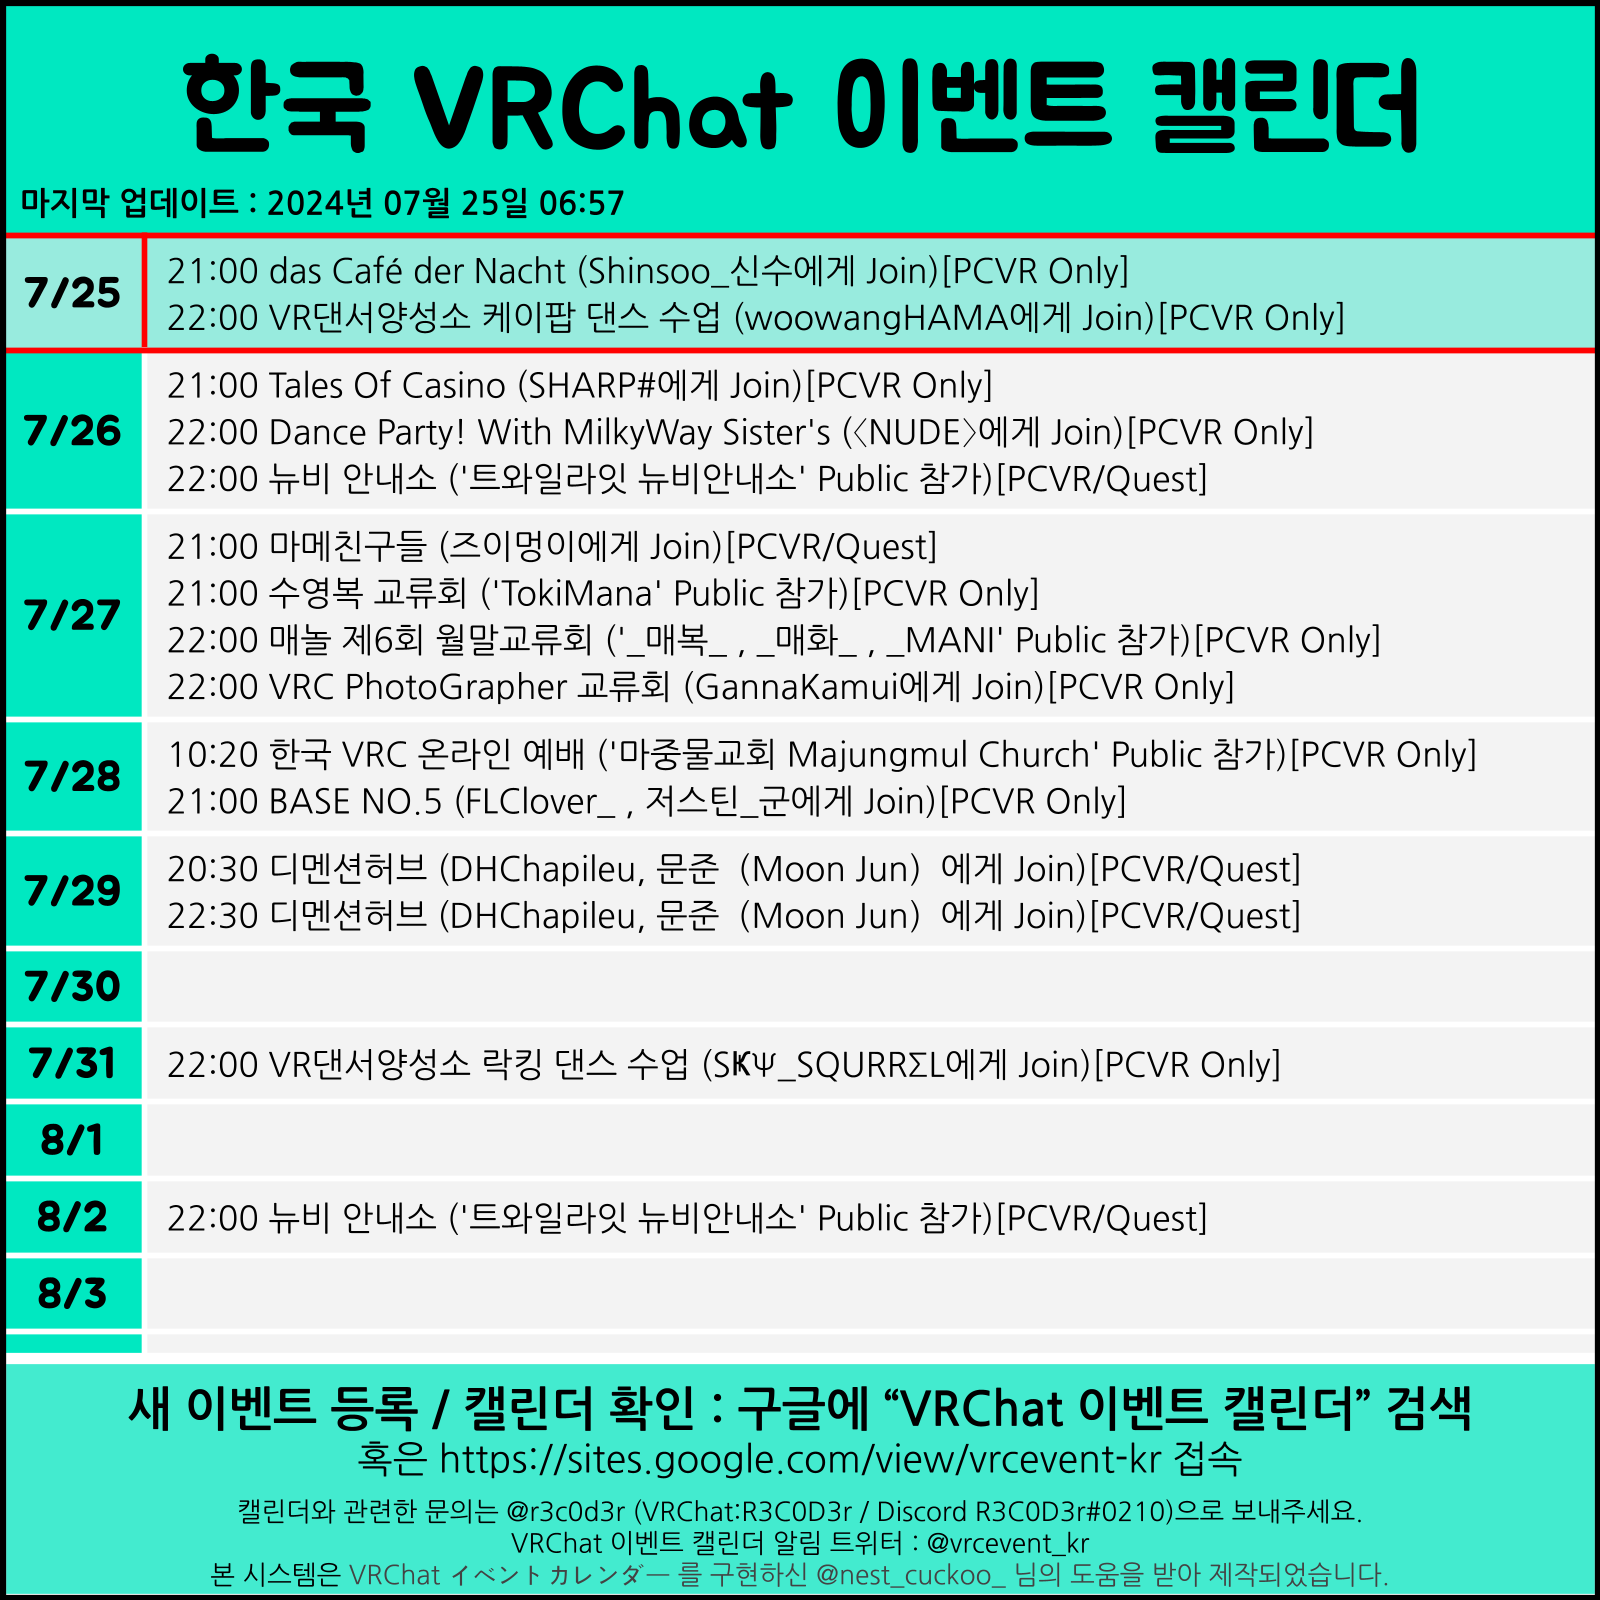 한국 VRChat 이벤트 캘린더
마지막 업데이트 : 2024년 07월 25일 06:57
7/25
21:00 das Café der Nacht (Shinsoo_신수에게 Join)[PCVR Only]
22:00 VR댄서양성소 케이팝 댄스 수업 (woowangHAMA에게 Join)[PCVR Only]
7/26
21:00 Tales Of Casino (SHARP#에게 Join)[PCVR Only]
22:00 Dance Party! With MilkyWay Sister's (〈NUDE〉에게 Join)[PCVR Only]
22:00 뉴비 안내소 ('트와일라잇 뉴비안내소' Public 참가)[PCVR/Quest]
7/27
21:00 마메친구들 (즈이멍이에게 Join)[PCVR/Quest]
21:00 수영복 교류회 ('TokiMana' Public 참가)[PCVR Only]
22:00 매놀 제6회 월말교류회 ('_매복_ , _매화_ , _MANI' Public 참가)[PCVR Only]
22:00 VRC PhotoGrapher 교류회 (GannaKamui에게 Join)[PCVR Only]
7/28
10:20 한국 VRC 온라인 예배 ('마중물교회 Majungmul Church' Public 참가)[PCVR Only]
21:00 BASE NO.5 (FLClover_ , 저스틴_군에게 Join)[PCVR Only]
7/29
20:30 디멘션허브 (DHChapileu, 문준（Moon Jun）에게 Join)[PCVR/Quest]
22:30 디멘션허브 (DHChapileu, 문준（Moon Jun）에게 Join)[PCVR/Quest]
7/30
7/31
22:00 VR댄서양성소 락킹 댄스 수업 (SҜΨ_SQURRΣL에게 Join)[PCVR Only]
8/1
8/2
22:00 뉴비 안내소 ('트와일라잇 뉴비안내소' Public 참가)[PCVR/Quest]
8/3
새 이벤트 등록 / 캘린더 확인 : 구글에 “VRChat 이벤트 캘린더” 검색
혹은 https://sites.google.com/view/vrcevent-kr 접속
캘린더와 관련한 문의는 @r3c0d3r (VRChat:R3C0D3r / Discord R3C0D3r#0210)으로 보내주세요.
VRChat 이벤트 캘린더 알림 트위터 : @vrcevent_kr
본 시스템은 VRChat イベントカレンダー 를 구현하신 @nest_cuckoo_ 님의 도움을 받아 제작되었습니다.